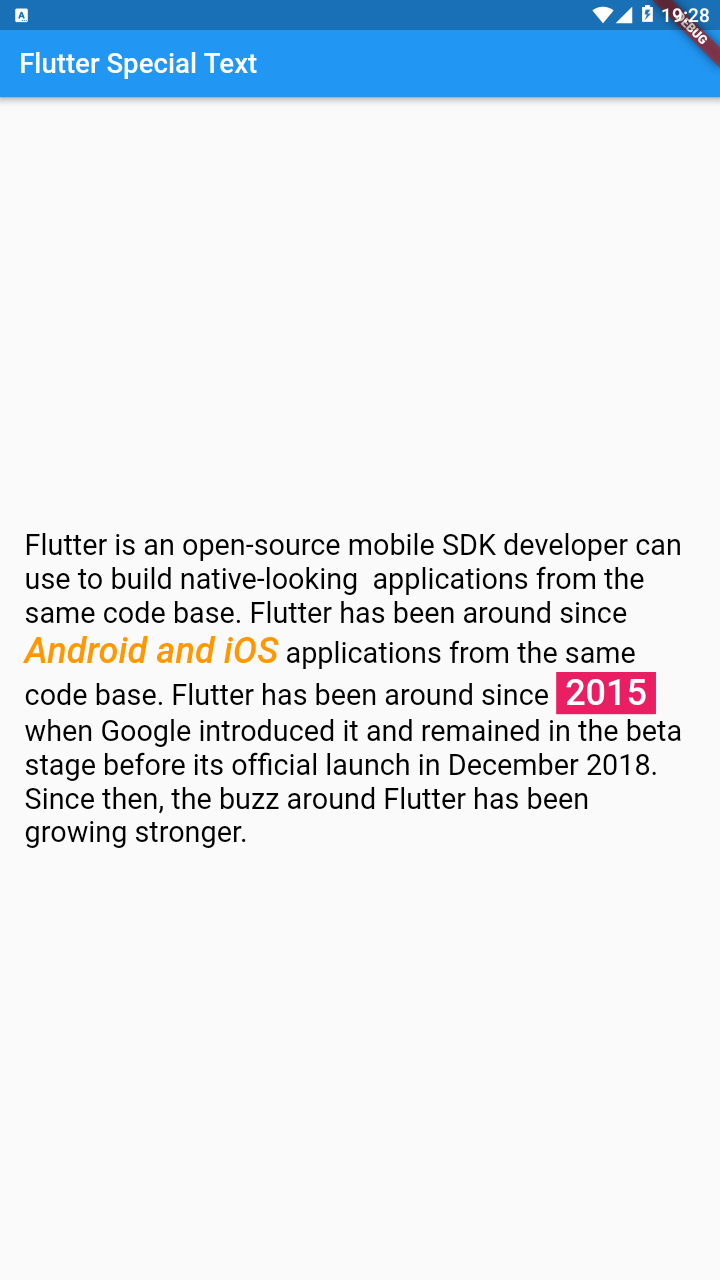 19:28
DEBUG
Flutter Special Text
Flutter is an open-source mobile SDK developer can
use to build native-looking  applications from the
same code base. Flutter has been around since
Android and iOS applications from the same
code base. Flutter has been around since 2015
when Google introduced it and remained in the beta
stage before its official launch in December 2018.
Since then, the buzz around Flutter has been
growing stronger.